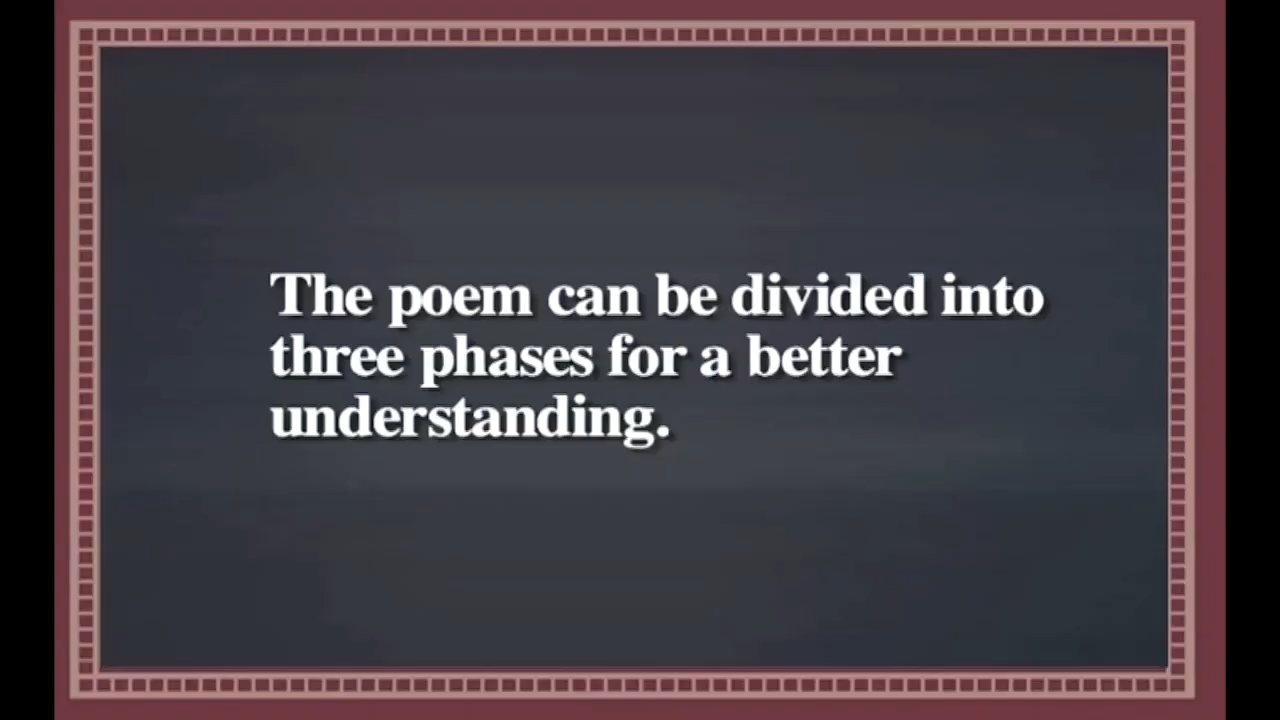 The poem can be divided into
three phases for a better
understanding.